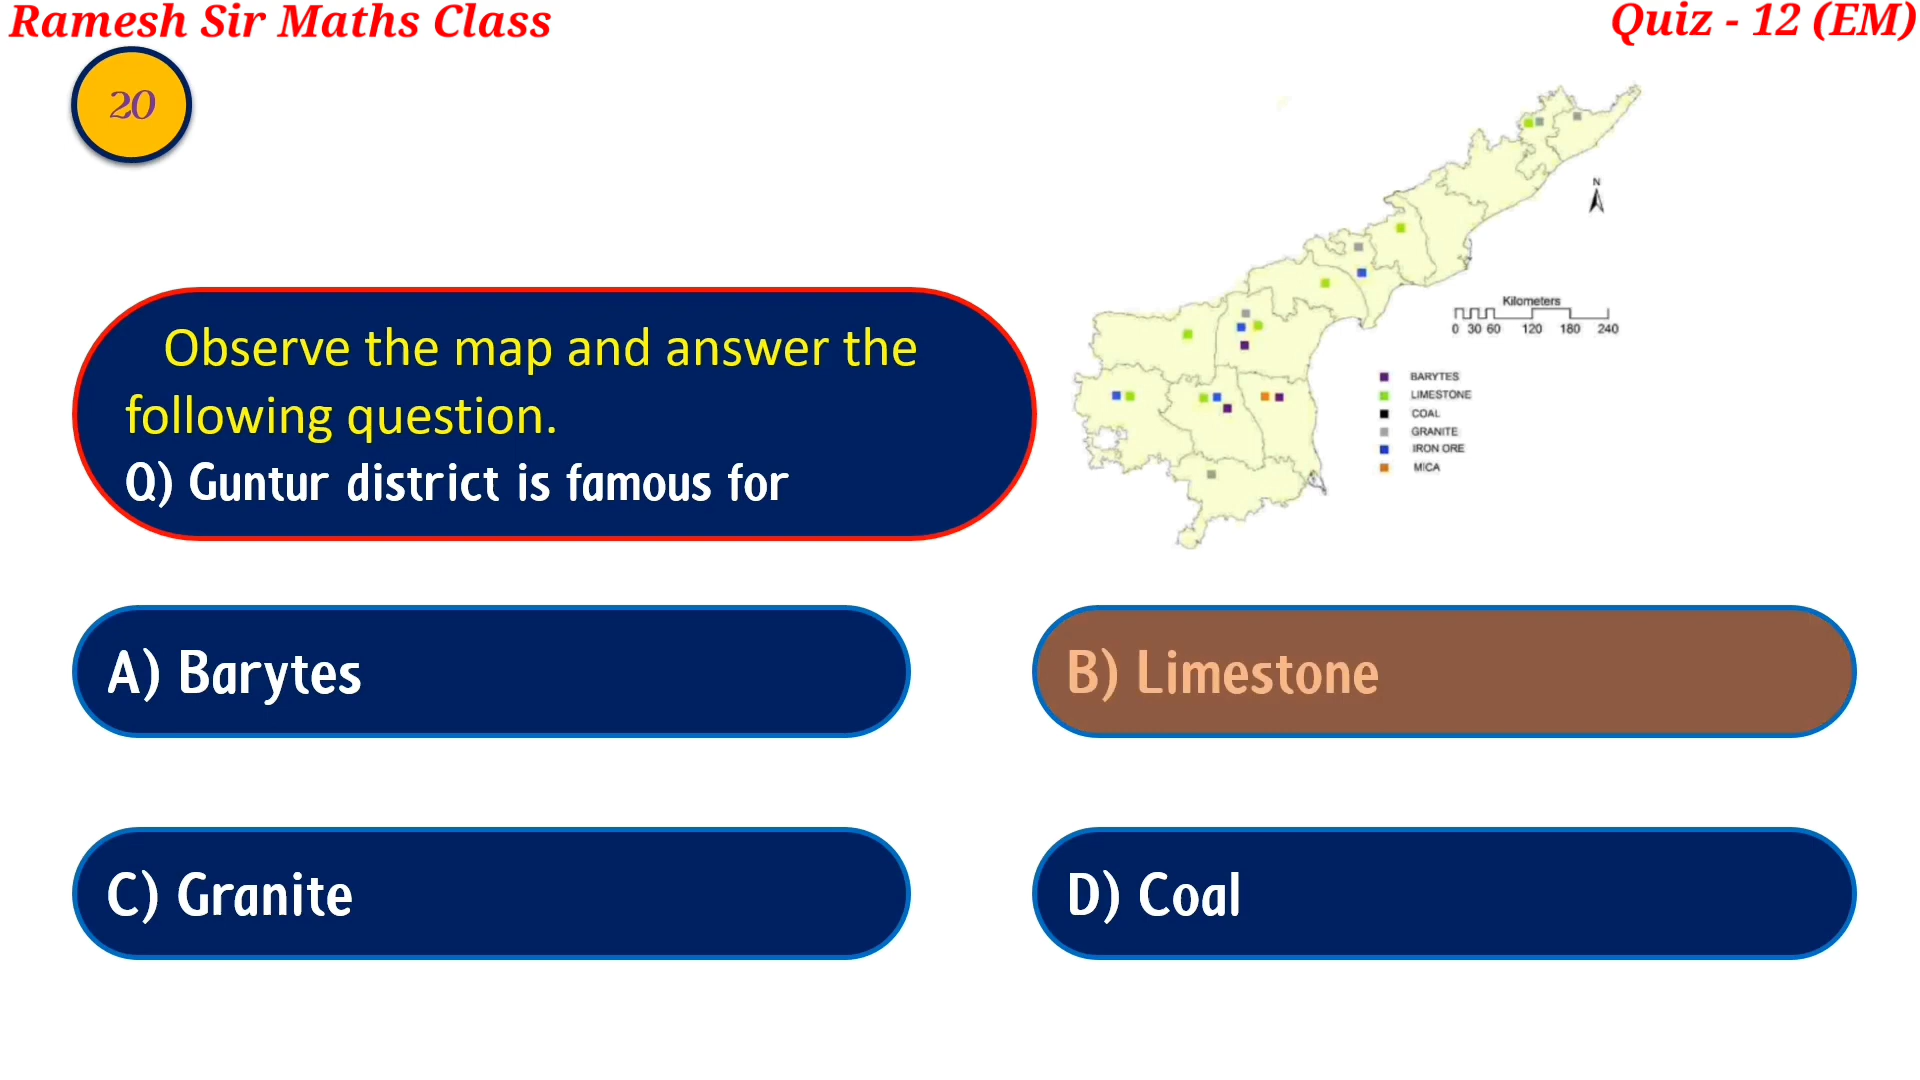 Ramesh Sir Maths Class
Quiz - 12 (EM)
20
Observe the map and answer the
following question.
Q) Guntur district is famous for
N
Kilometers
0 30 60 120 180 240
BARYTES
LIMESTONE
COAL
GRANITE
IRON ORE
MICA
A) Barytes
B) Limestone
C) Granite
D) Coal